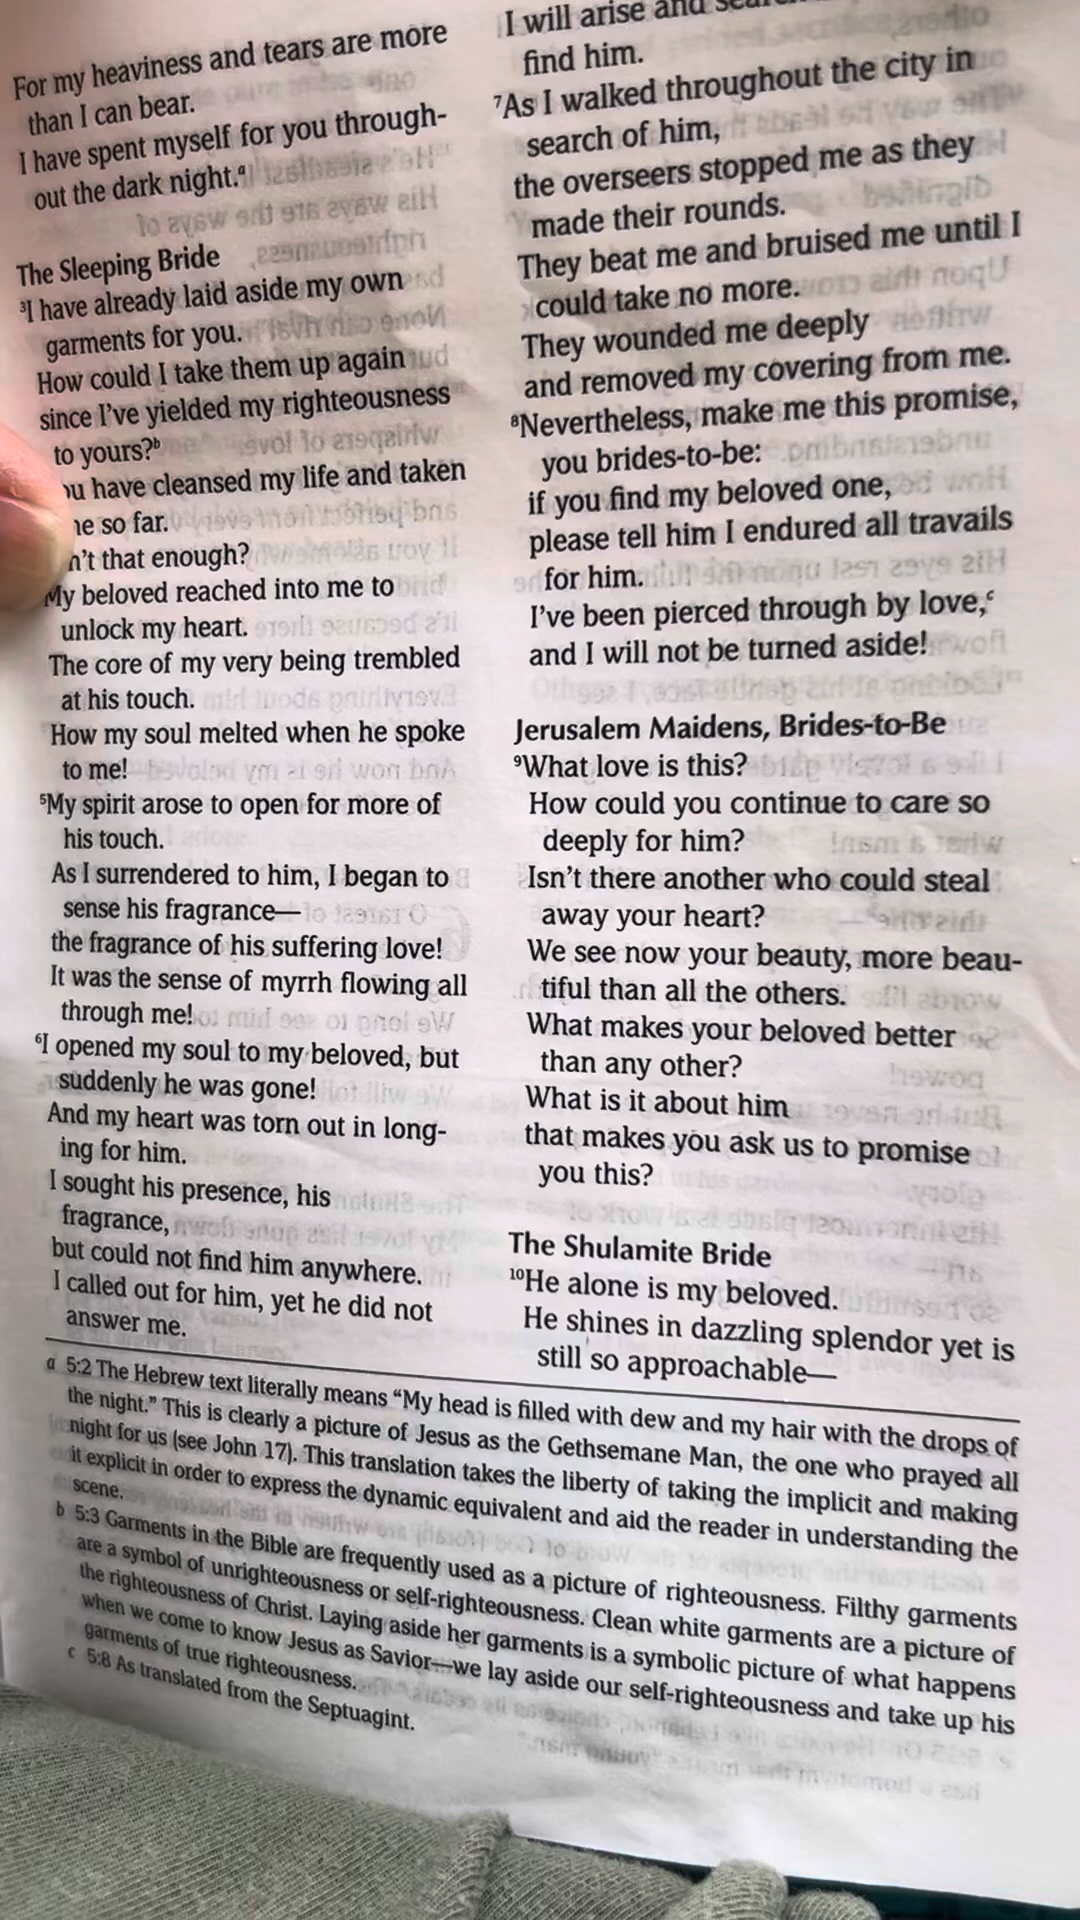 For my heaviness and tears are more
than I can bear.
I have spent myself for you through-
out the dark night.ᵃ
The Sleeping Bride
³I have already laid aside my own
garments for you.
How could I take them up again
since I've yielded my righteousness
to yours?ᵇ
have cleansed my life and taken
so far.
that enough?
My beloved reached into me to
unlock my heart.
The core of my very being trembled
at his touch.
How my soul melted when he spoke
to me!
⁵My spirit arose to open for more of
his touch.
As I surrendered to him, I began to
sense his fragrance—
the fragrance of his suffering love!
It was the sense of myrrh flowing all
through me!
⁶I opened my soul to my beloved, but
suddenly he was gone!
And my heart was torn out in long-
ing for him.
I sought his presence, his
fragrance,
but could not find him anywhere.
I called out for him, yet he did not
answer me.
I will arise and
find him.
⁷As I walked throughout the city in
search of him,
the overseers stopped me as they
made their rounds.
They beat me and bruised me until I
could take no more.
They wounded me deeply
and removed my covering from me.
⁸Nevertheless, make me this promise,
you brides-to-be:
if you find my beloved one,
please tell him I endured all travails
for him.
I've been pierced through by love,ᶜ
and I will not be turned aside!
Jerusalem Maidens, Brides-to-Be
⁹What love is this?
How could you continue to care so
deeply for him?
Isn't there another who could steal
away your heart?
We see now your beauty, more beau-
tiful than all the others.
What makes your beloved better
than any other?
What is it about him
that makes you ask us to promise
you this?
The Shulamite Bride
¹⁰He alone is my beloved.
He shines in dazzling splendor yet is
still so approachable—
a 5:2 The Hebrew text literally means “My head is filled with dew and my hair with the drops of
the night.” This is clearly a picture of Jesus as the Gethsemane Man, the one who prayed all
night for us (see John 17). This translation takes the liberty of taking the implicit and making
it explicit in order to express the dynamic equivalent and aid the reader in understanding the
scene.
b 5:3 Garments in the Bible are frequently used as a picture of righteousness. Filthy garments
are a symbol of unrighteousness or self-righteousness. Clean white garments are a picture of
the righteousness of Christ. Laying aside her garments is a symbolic picture of what happens
when we come to know Jesus as Savior—we lay aside our self-righteousness and take up his
garments of true righteousness.
c 5:8 As translated from the Septuagint.